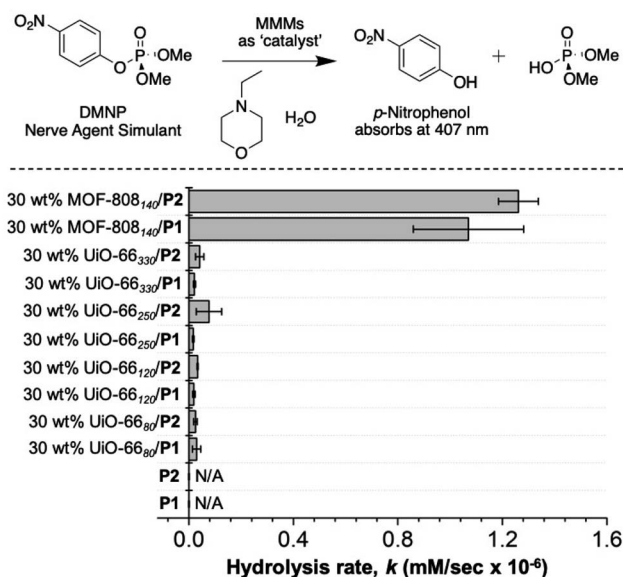 O₂N
O
O P OMe
OMe
DMNP
Nerve Agent Simulant
MMMs
as ‘catalyst’
N
O
H₂O
O₂N
OH
p-Nitrophenol
absorbs at 407 nm
+
O
HO P OMe
OMe
30 wt% MOF-808₁₄₀/P2
30 wt% MOF-808₁₄₀/P1
30 wt% UiO-66₃₃₀/P2
30 wt% UiO-66₃₃₀/P1
30 wt% UiO-66₂₅₀/P2
30 wt% UiO-66₂₅₀/P1
30 wt% UiO-66₁₂₀/P2
30 wt% UiO-66₁₂₀/P1
30 wt% UiO-66₈₀/P2
30 wt% UiO-66₈₀/P1
P2 N/A
P1 N/A
0.0 0.4 0.8 1.2 1.6
Hydrolysis rate, k (mM/sec x 10⁻⁶)